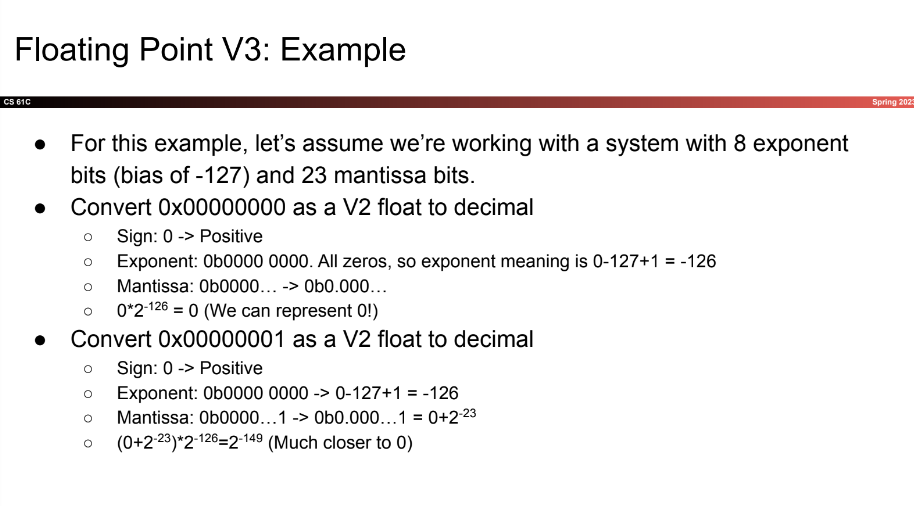 Floating Point V3: Example
CS 61C
Spring 2023
● For this example, let’s assume we’re working with a system with 8 exponent
bits (bias of -127) and 23 mantissa bits.
● Convert 0x00000000 as a V2 float to decimal
○ Sign: 0 -> Positive
○ Exponent: 0b0000 0000. All zeros, so exponent meaning is 0-127+1 = -126
○ Mantissa: 0b0000… -> 0b0.000…
○ 0*2⁻¹²⁶ = 0 (We can represent 0!)
● Convert 0x00000001 as a V2 float to decimal
○ Sign: 0 -> Positive
○ Exponent: 0b0000 0000 -> 0-127+1 = -126
○ Mantissa: 0b0000…1 -> 0b0.000…1 = 0+2⁻²³
○ (0+2⁻²³)*2⁻¹²⁶=2⁻¹⁴⁹ (Much closer to 0)